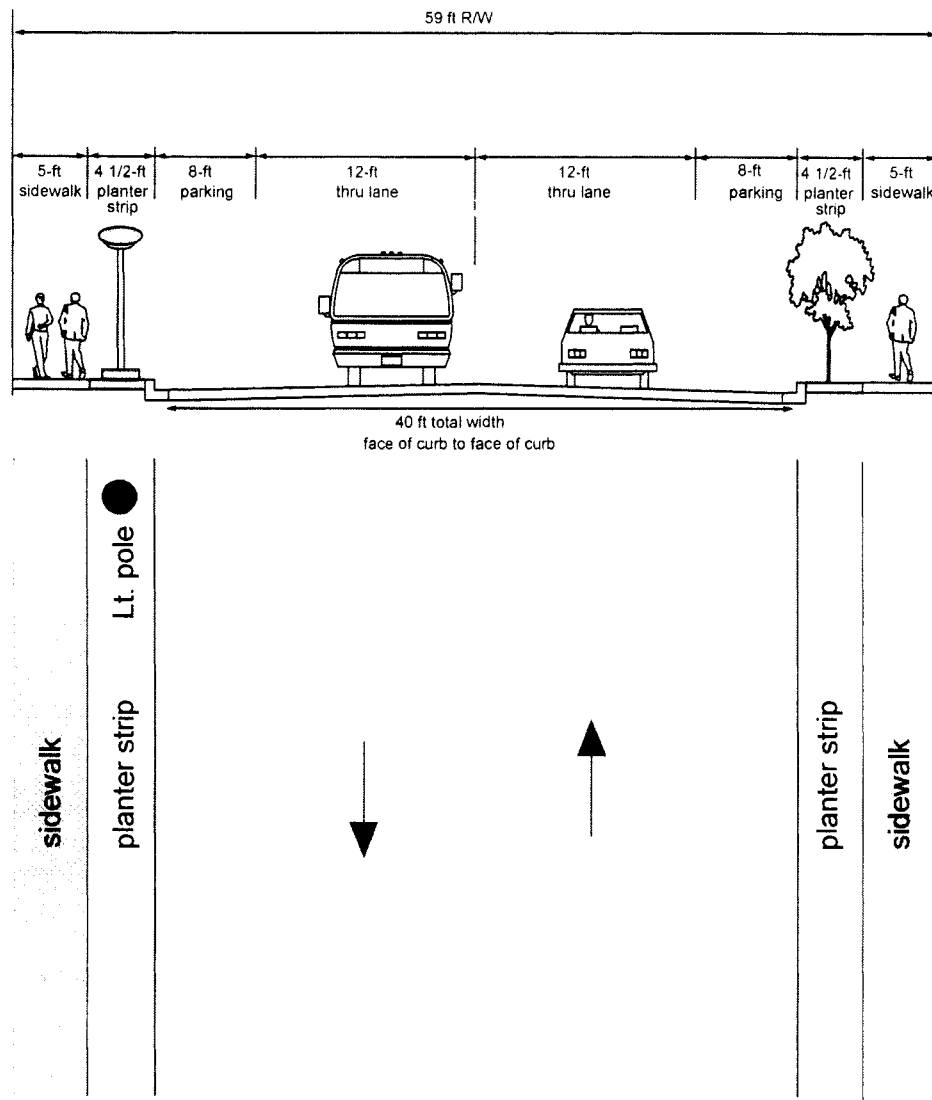 59 ft R/W
5-ft
sidewalk
4 1/2-ft
planter
strip
8-ft
parking
12-ft
thru lane
12-ft
thru lane
8-ft
parking
4 1/2-ft
planter
strip
5-ft
sidewalk
40 ft total width
face of curb to face of curb
sidewalk
planter strip
Lt. pole
planter strip
sidewalk